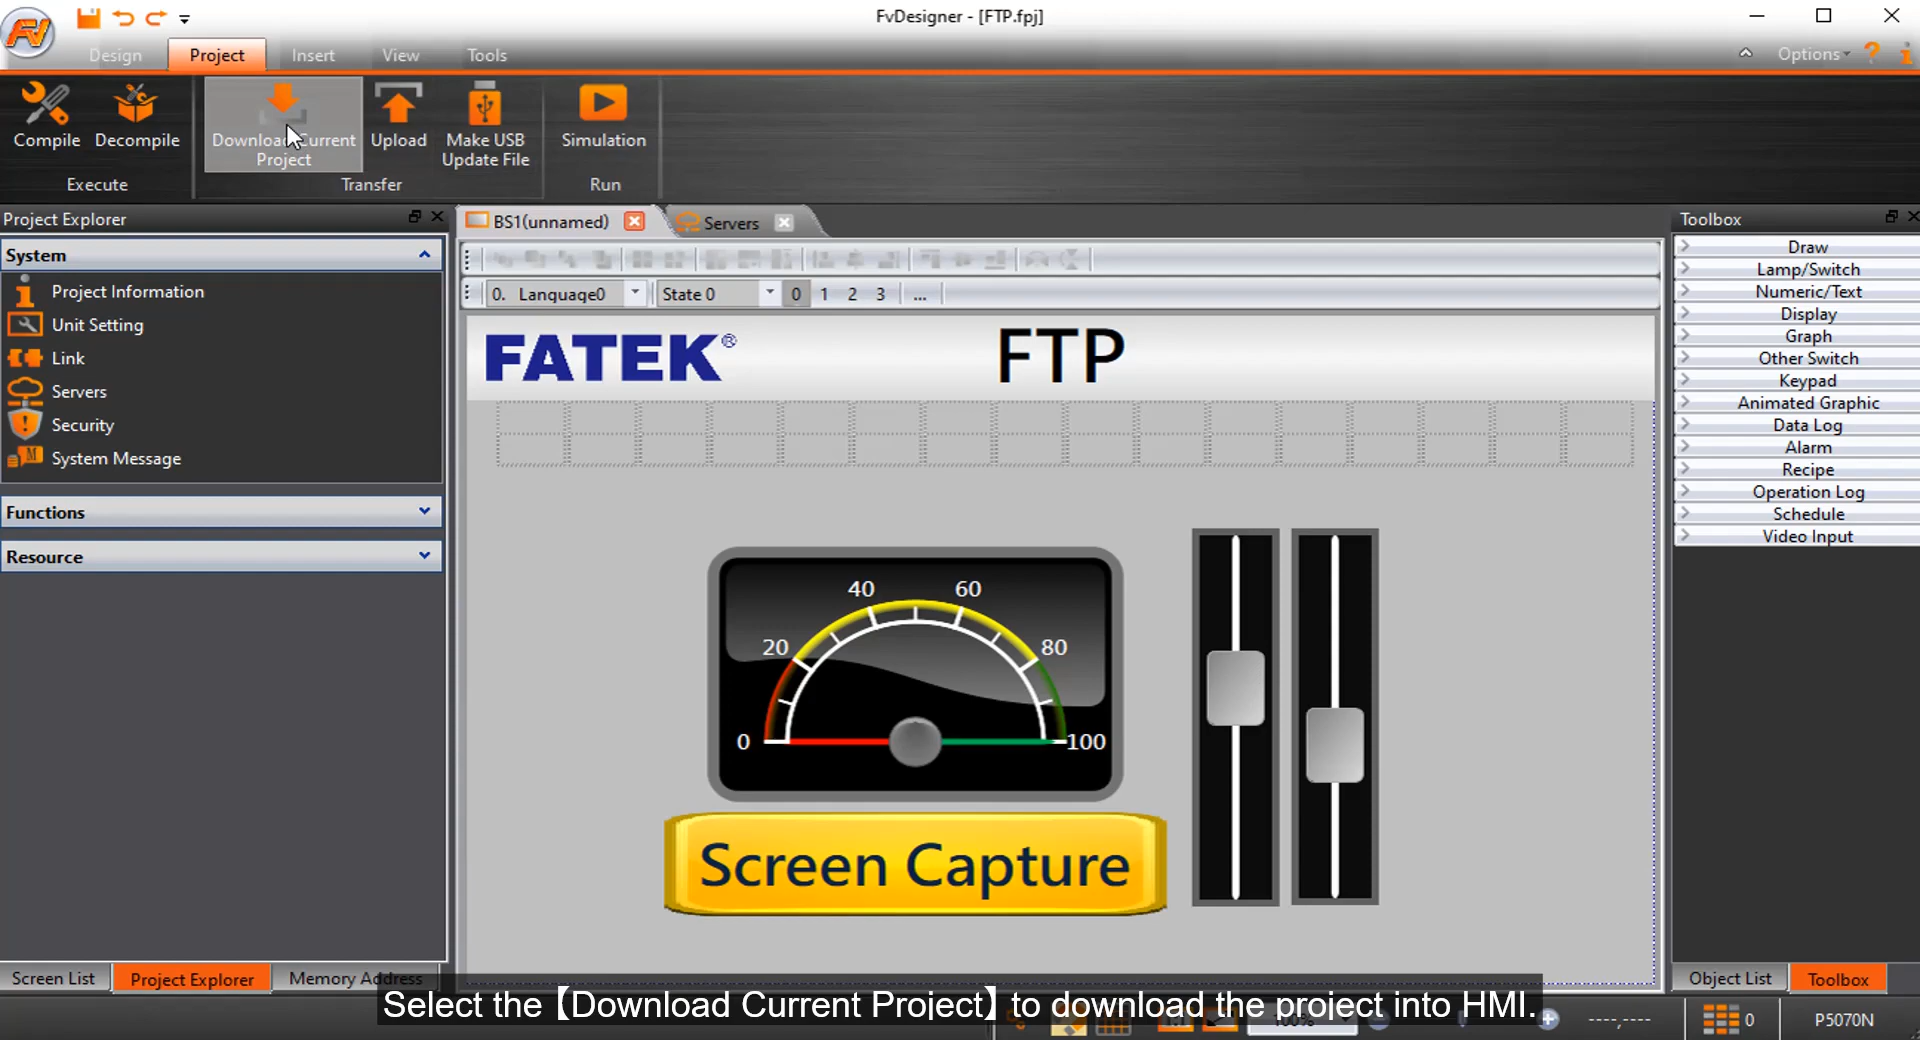 FvDesigner - [FTP.fpj]
Design Project Insert View Tools Options
Compile Decompile
Download Current Project
Upload
Make USB Update File
Simulation
Execute Transfer Run
Project Explorer
System
Project Information
Unit Setting
Link
Servers
Security
System Message
Functions
Resource
BS1(unnamed) Servers
0. Language0 State 0 0 1 2 3 ...
FATEK® FTP
40 60
20 80
0 100
Screen Capture
Toolbox
Draw
Lamp/Switch
Numeric/Text
Display
Graph
Other Switch
Keypad
Animated Graphic
Data Log
Alarm
Recipe
Operation Log
Schedule
Video Input
Screen List Project Explorer Memory Address
Object List Toolbox
Select the【Download Current Project】to download the project into HMI.
100% ----,---- 0 P5070N